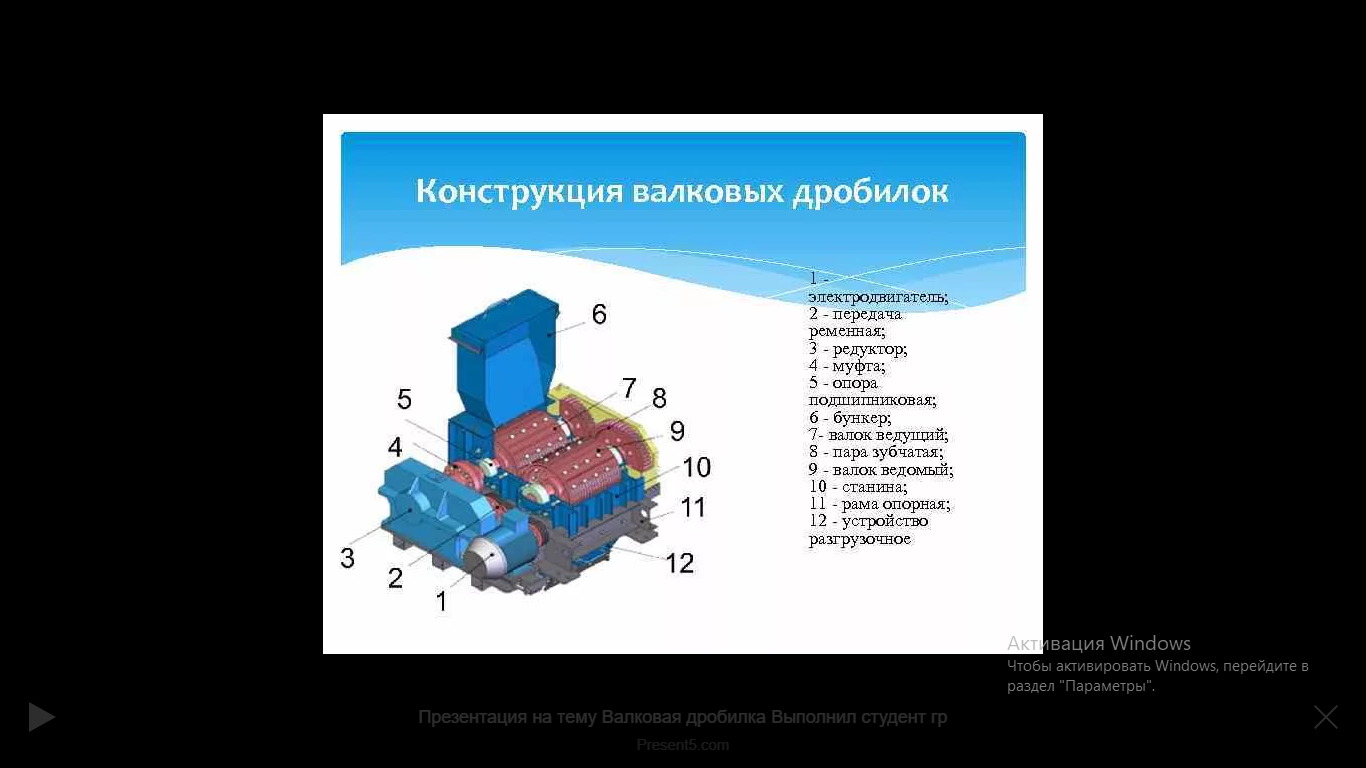 Конструкция валковых дробилок
1 -
электродвигатель;
2 - передача
ременная;
3 - редуктор;
4 - муфта;
5 - опора
подшипниковая;
6 - бункер;
7- валок ведущий;
8 - пара зубчатая;
9 - валок ведомый;
10 - станина;
11 - рама опорная;
12 - устройство
разгрузочное
6
7
8
5
9
4
10
11
3
12
2
1
Активация Windows
Чтобы активировать Windows, перейдите в
раздел "Параметры".
Презентация на тему Валковая дробилка Выполнил студент гр
Present5.com